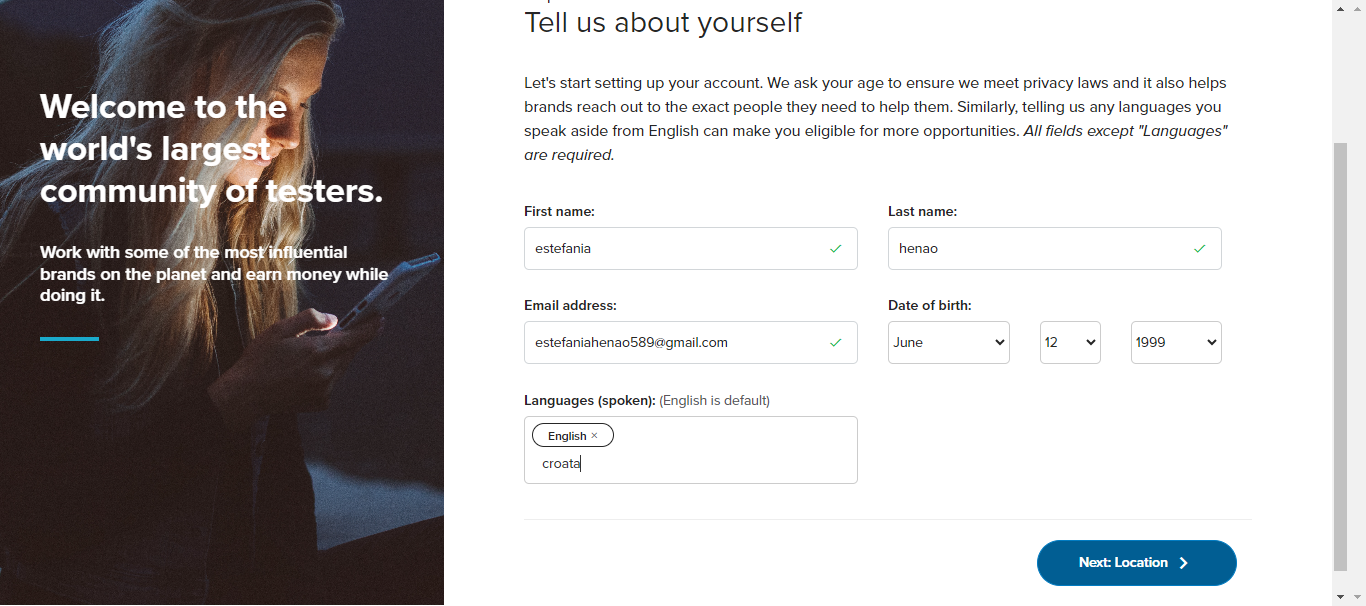 Welcome to the
world's largest
community of testers.
Work with some of the most influential
brands on the planet and earn money while
doing it.
Tell us about yourself
Let's start setting up your account. We ask your age to ensure we meet privacy laws and it also helps
brands reach out to the exact people they need to help them. Similarly, telling us any languages you
speak aside from English can make you eligible for more opportunities. All fields except "Languages"
are required.
First name:
Last name:
estefania
henao
Email address:
Date of birth:
estefaniahenao589@gmail.com
June 12 1999
Languages (spoken): (English is default)
English ×
croata
Next: Location